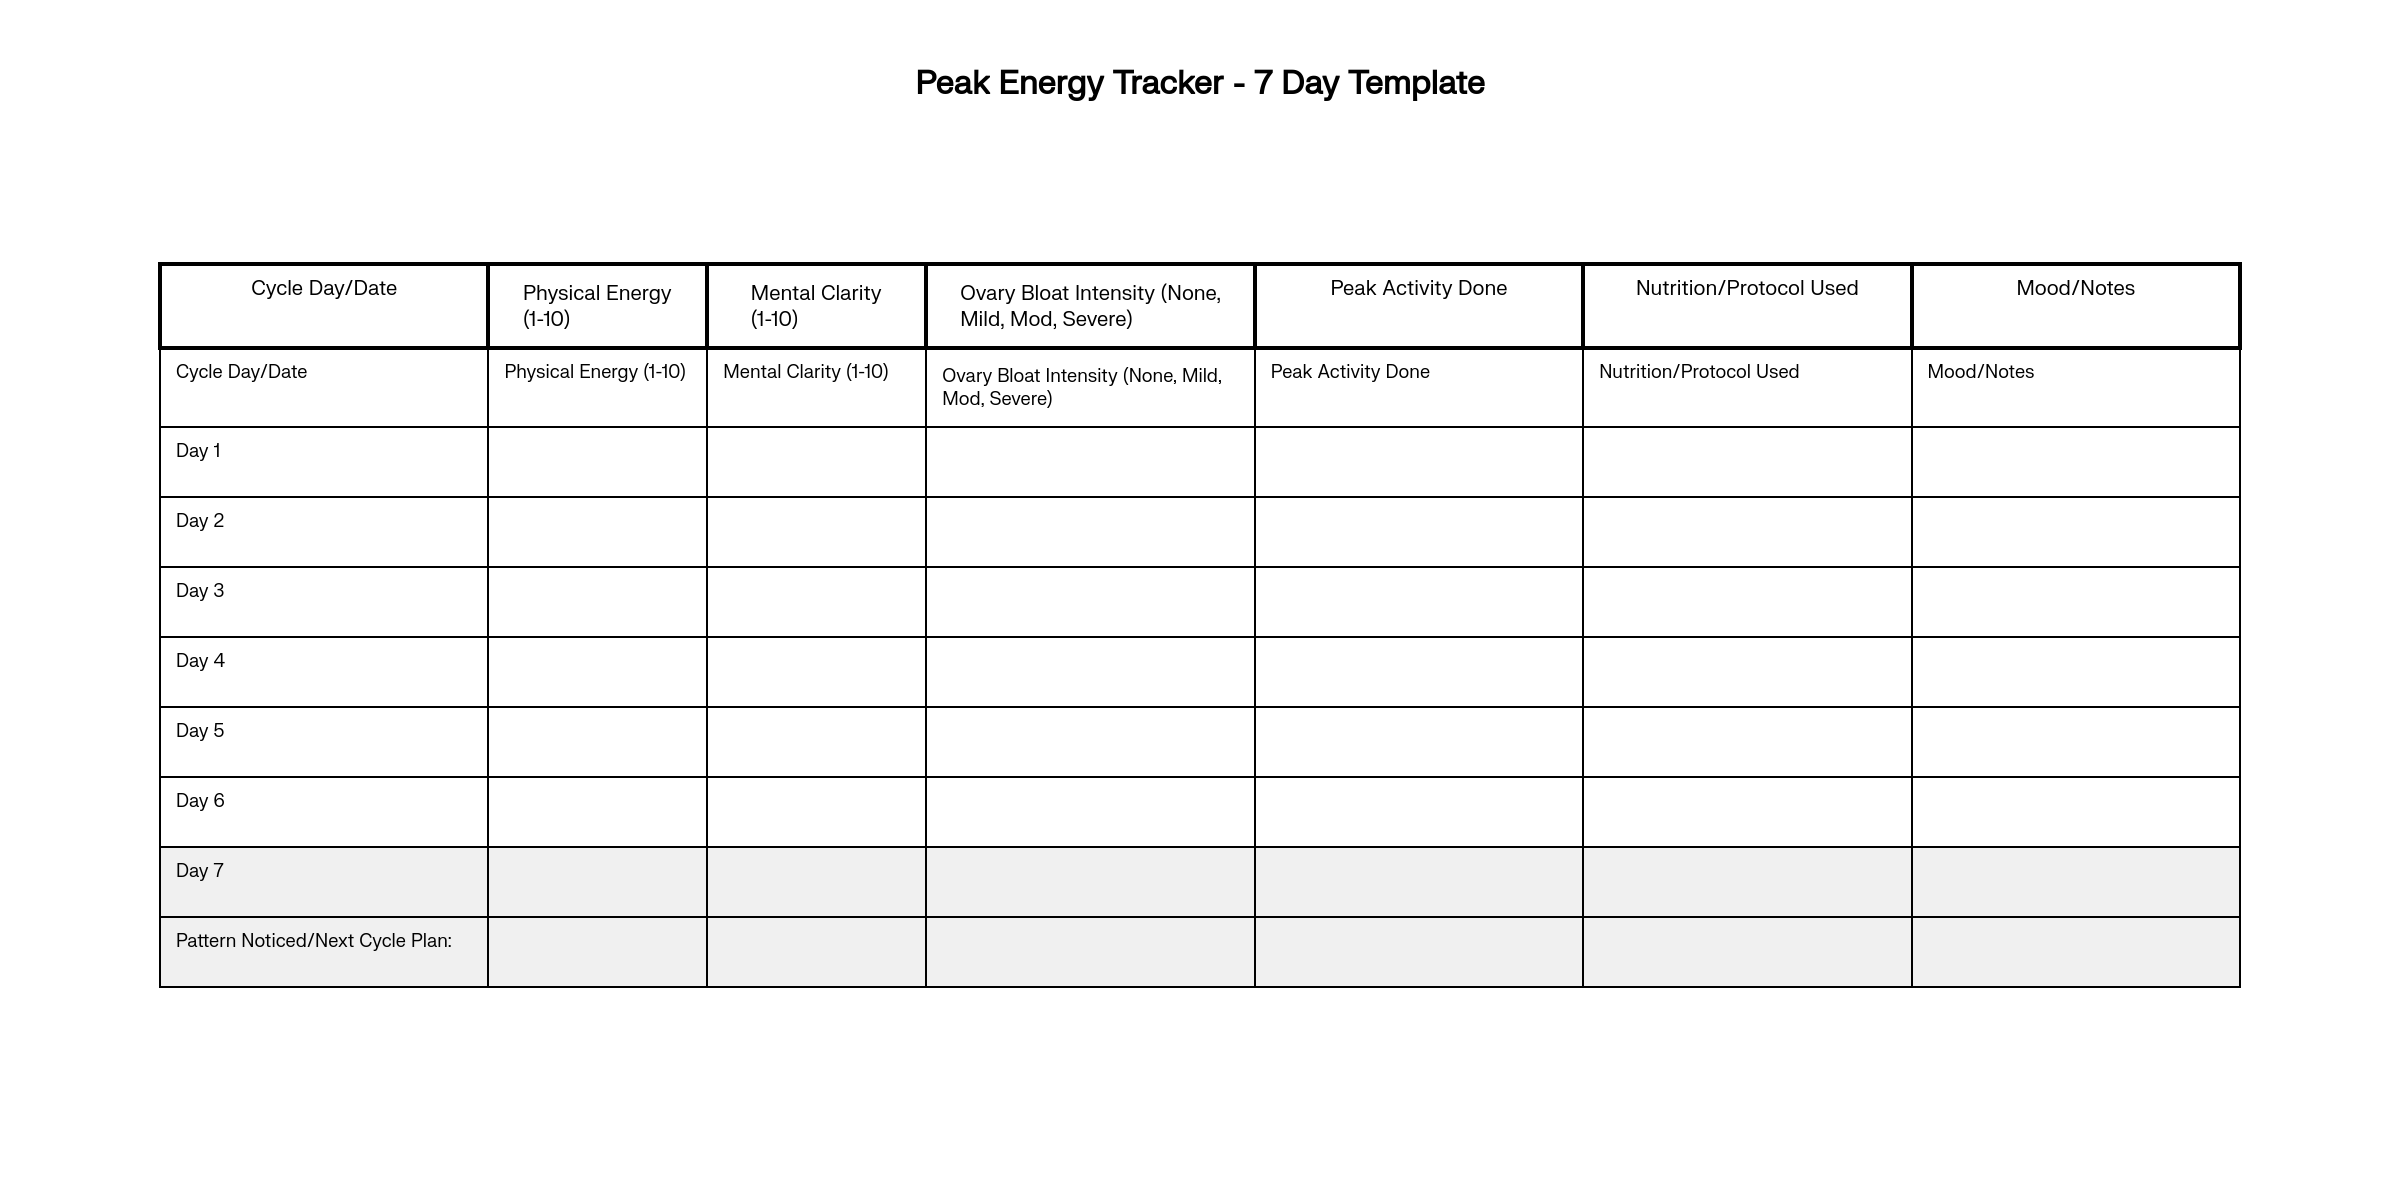 Peak Energy Tracker - 7 Day Template
Cycle Day/Date
Physical Energy
(1-10)
Mental Clarity
(1-10)
Ovary Bloat Intensity (None,
Mild, Mod, Severe)
Peak Activity Done
Nutrition/Protocol Used
Mood/Notes
Cycle Day/Date
Physical Energy (1-10)
Mental Clarity (1-10)
Ovary Bloat Intensity (None, Mild,
Mod, Severe)
Peak Activity Done
Nutrition/Protocol Used
Mood/Notes
Day 1
Day 2
Day 3
Day 4
Day 5
Day 6
Day 7
Pattern Noticed/Next Cycle Plan: